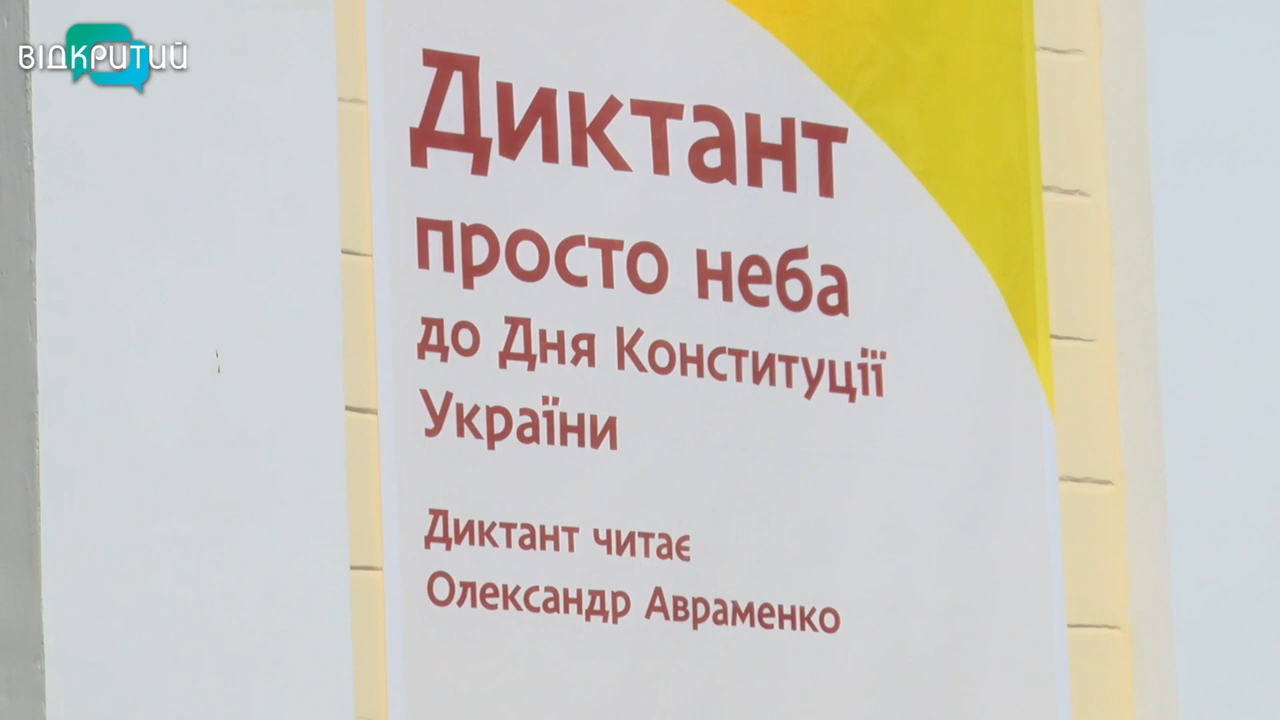 ВІДКРИТИЙ
Диктант
просто неба
до Дня Конституції
України
Диктант читає
Олександр Авраменко